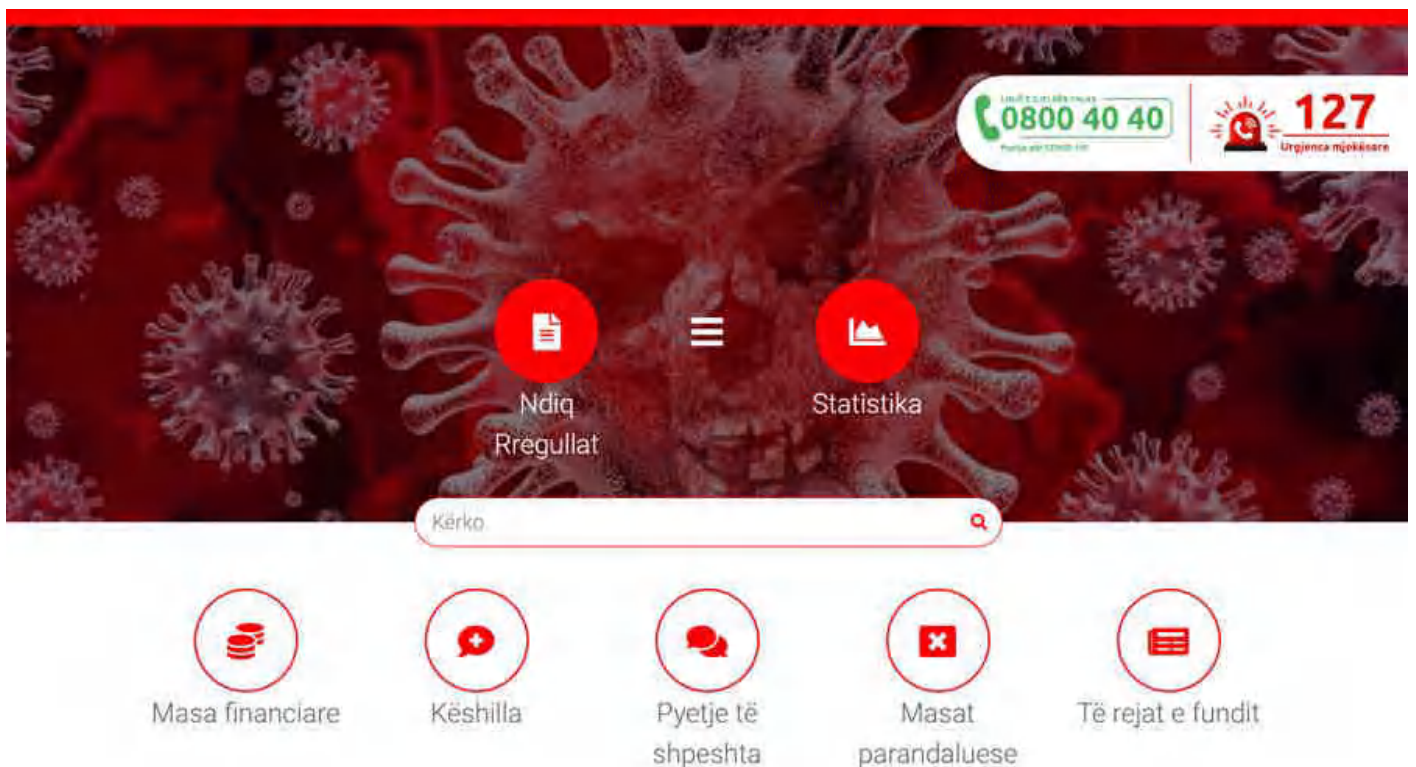 0800 40 40
127
Urgjenca mjekësore
Ndiq
Rregullat
Statistika
Kërko
Masa financiare
Këshilla
Pyetje të
shpeshta
Masat
parandaluese
Të rejat e fundit